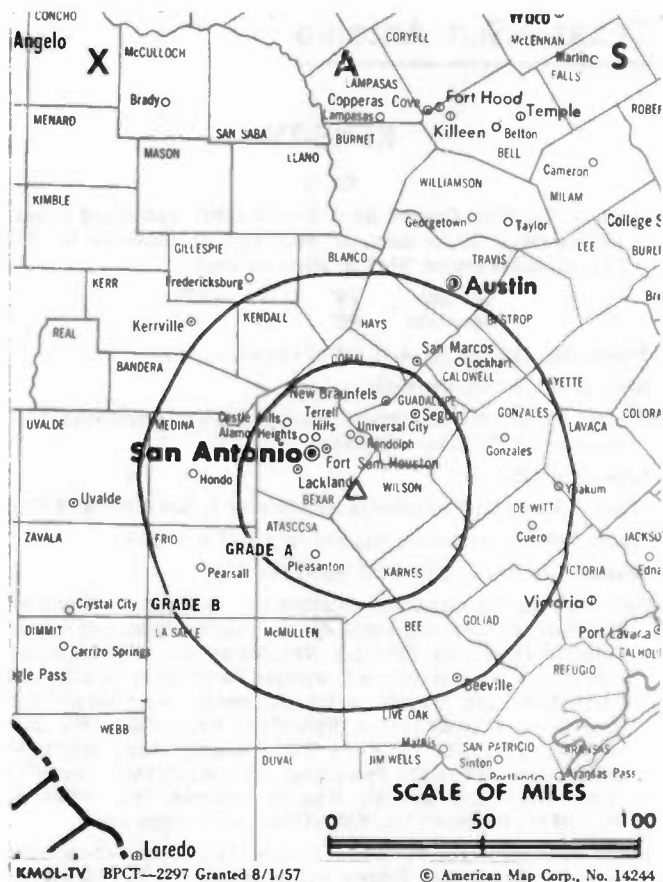 CONCHO
Angelo
X
McCULLOCH
A
CORYELL
Waco
McLENNAN
Marlin
FALLS
S
LAMPASAS
Copperas Cove
Fort Hood
Temple
ROBER
Brady
Lampasas
Killeen
Belton
MENARD
SAN SABA
BURNET
BELL
MASON
LLANO
Cameron
WILLIAMSON
MILAM
KIMBLE
Georgetown
Taylor
College S
GILLESPIE
LEE
BURLI
BLANCO
TRAVIS
KERR
Fredericksburg
Austin
KENDALL
BASTROP
Kerrville
HAYS
REAL
San Marcos
COMAL
Lockhart
BANDERA
CALDWELL
FAYETTE
New Braunfels
GUADALUPE
GONZALES
COLORA
UVALDE
MEDINA
Castle Hills
Terrell
Hills
Seguin
LAVACA
Alamo Heights
Universal City
Randolph
Gonzales
San Antonio
Fort Sam Houston
Hondo
Lackland
WILSON
Yoakum
Uvalde
BEXAR
DE WITT
ATASCOSA
ZAVALA
FRIO
Cuero
JACKSO
GRADE A
Edna
Pleasanton
KARNES
VICTORIA
Pearsall
Crystal City
GRADE B
Victoria
DIMMIT
LA SALLE
McMULLEN
BEE
GOLIAD
Port Lavaca
Carrizo Springs
CALHOU
gle Pass
REFUGIO
Beeville
WEBB
LIVE OAK
DUVAL
JIM WELLS
Mathis
SAN PATRICIO
ARANSAS
Sinton
Portland
Aransas Pass
SCALE OF MILES
0 50 100
Laredo
KMOL-TV BPCT—2297 Granted 8/1/57
© American Map Corp., No. 14244